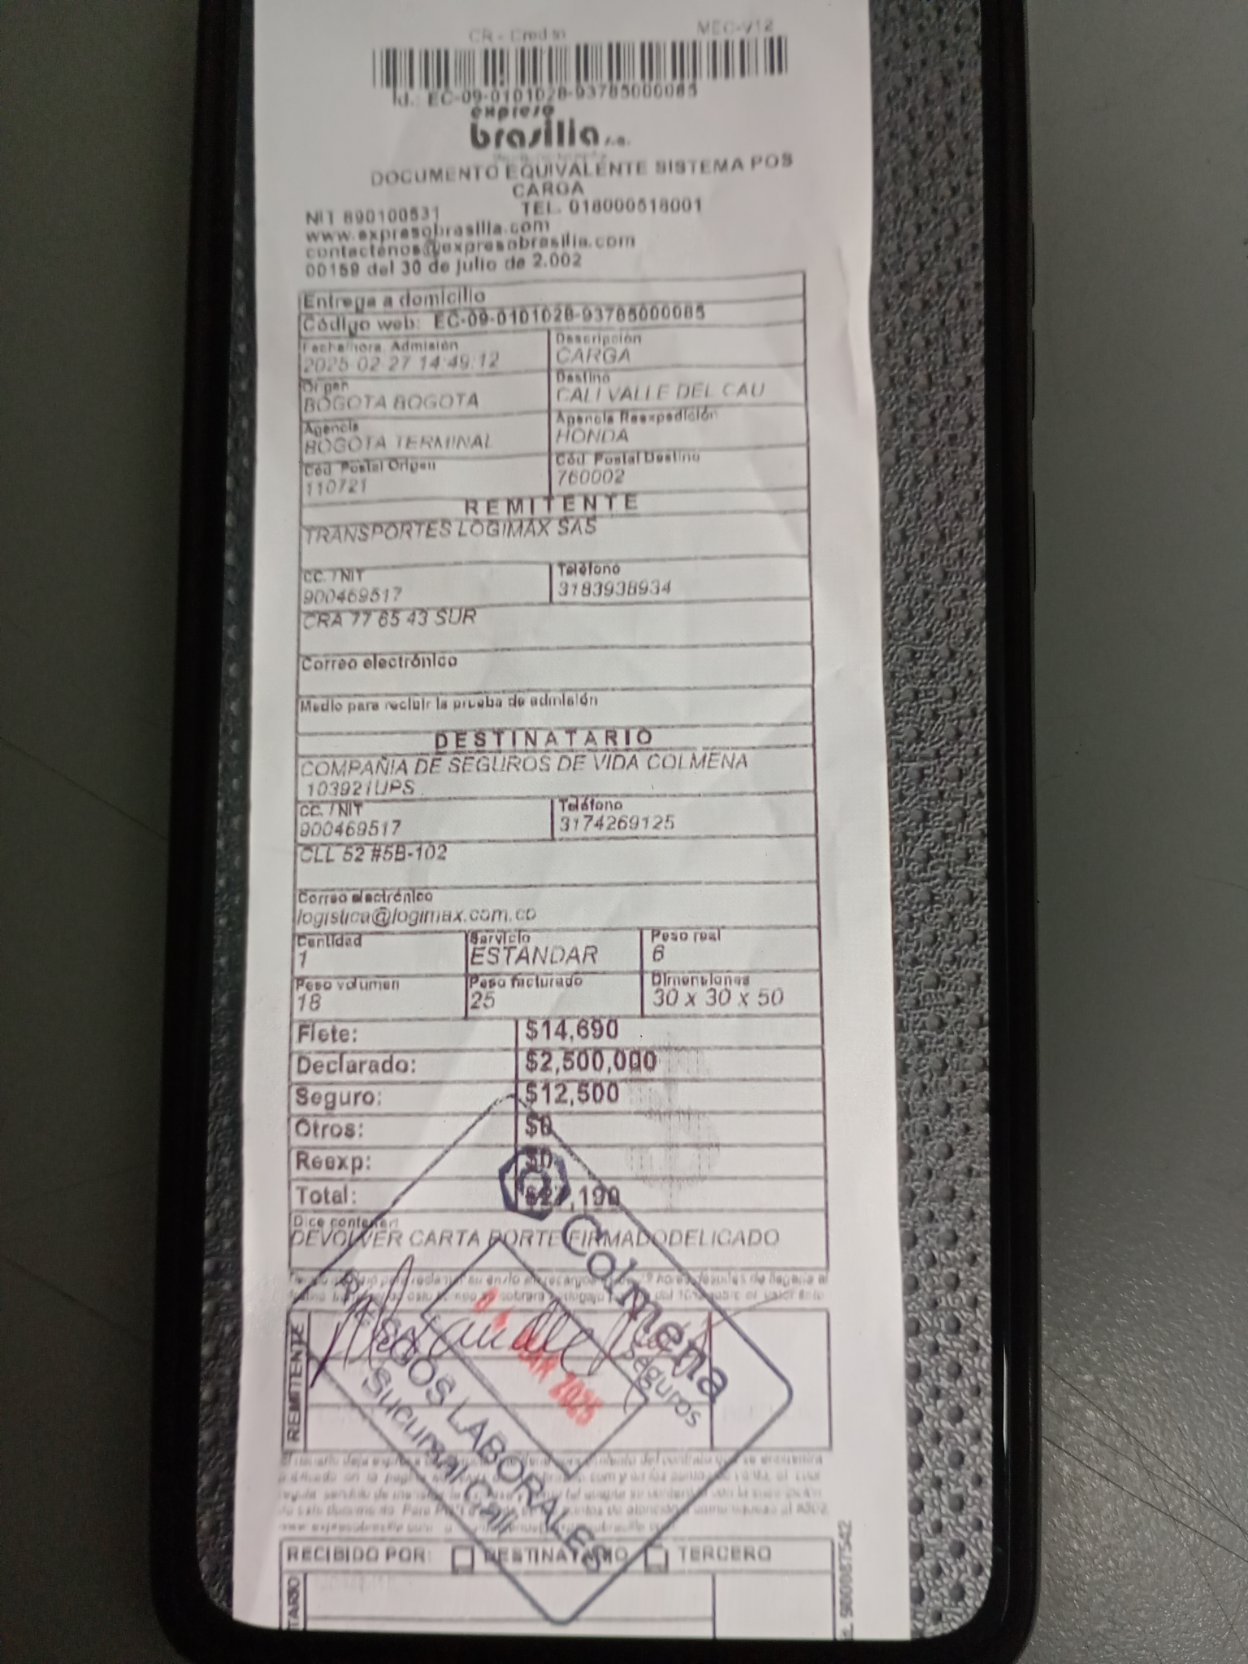 CR - Credito MEC-V12
Id.: EC-09-0101028-93785000085
expreso
brasilia s.a.
DOCUMENTO EQUIVALENTE SISTEMA POS
CARGA
NIT 890100531 TEL. 018000518001
www.expresobrasilia.com
contactenos@expresobrasilia.com
00159 del 30 de julio de 2.002
Entrega a domicilio
Código web: EC-09-0101028-93785000085
Fecha/hora. Admisión Descripción
2025-02-27 14:49:12 CARGA
Origen Destino
BOGOTA BOGOTA CALI VALLE DEL CAU
Agencia Agencia Reexpedición
BOGOTA TERMINAL HONDA
Cód. Postal Origen Cód. Postal Destino
110721 760002
REMITENTE
TRANSPORTES LOGIMAX SAS
CC. / NIT Teléfono
900469517 3183938934
CRA 77 65 43 SUR
Correo electrónico
Medio para recibir la prueba de admisión
DESTINATARIO
COMPAÑIA DE SEGUROS DE VIDA COLMENA
103921UPS
CC. / NIT Teléfono
900469517 3174269125
CLL 52 #5B-102
Correo electrónico
logistica@logimax.com.co
Cantidad Servicio Peso real
1 ESTANDAR 6
Peso volumen Peso facturado Dimensiones
18 25 30 x 30 x 50
Flete: $14,690
Declarado: $2,500,000
Seguro: $12,500
Otros: $0
Reexp: $0
Total: $27,190
Dice contener:
DEVOLVER CARTA PORTE FIRMADODELICADO
Colmena
seguros
MAR 2025
RIESGOS LABORALES
Sucursal Cali
REMITENTE
RECIBIDO POR: DESTINATARIO TERCERO